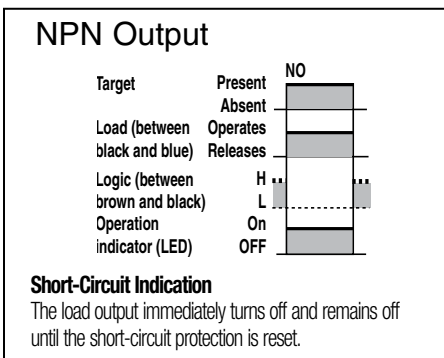 NPN Output
NO
Target Present
Absent
Load (between Operates
black and blue) Releases
Logic (between H
brown and black) L
Operation On
indicator (LED) OFF
Short-Circuit Indication
The load output immediately turns off and remains off
until the short-circuit protection is reset.